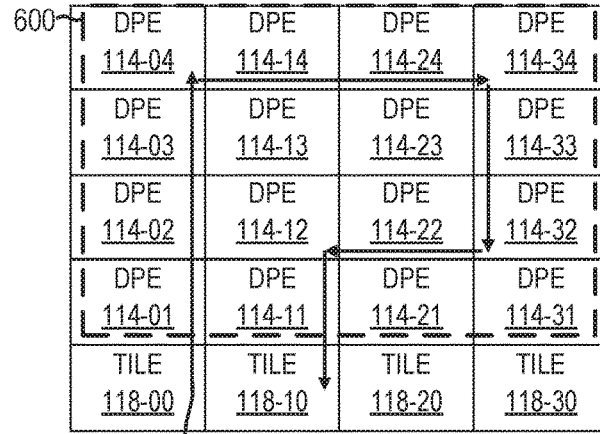 600
DPE DPE DPE DPE
114-04 114-14 114-24 114-34
DPE DPE DPE DPE
114-03 114-13 114-23 114-33
DPE DPE DPE DPE
114-02 114-12 114-22 114-32
DPE DPE DPE DPE
114-01 114-11 114-21 114-31
TILE TILE TILE TILE
118-00 118-10 118-20 118-30